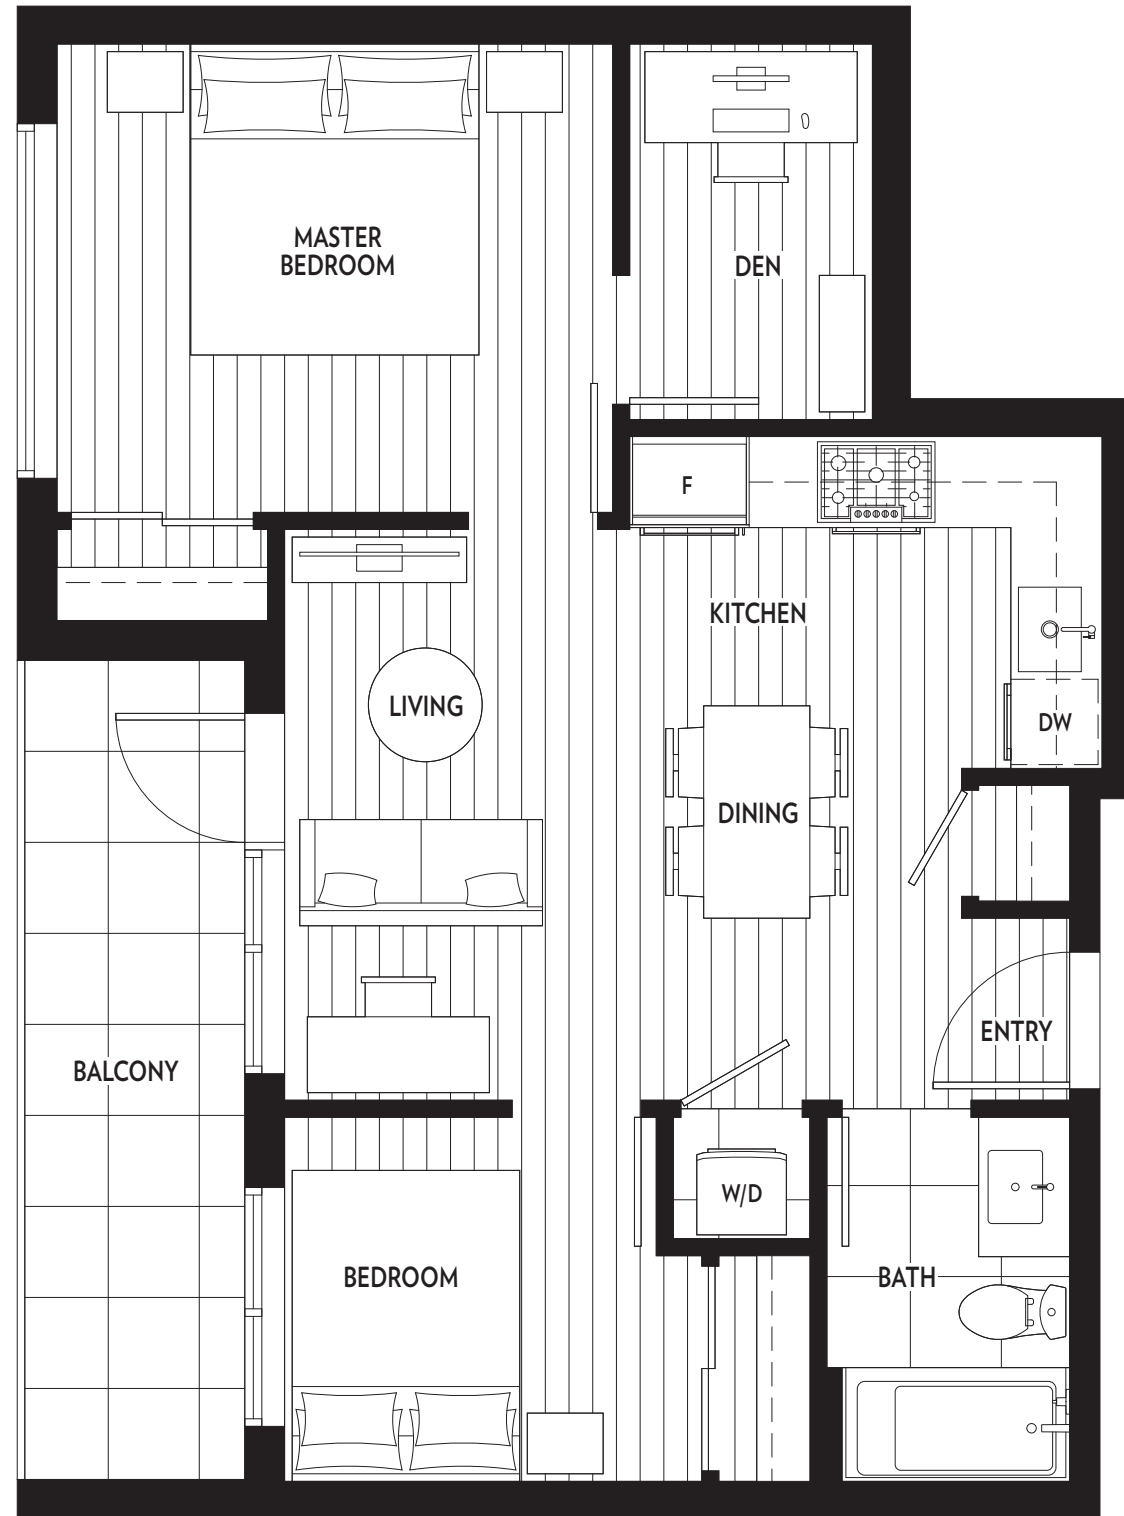 MASTER
BEDROOM
DEN
F
KITCHEN
LIVING
DW
DINING
ENTRY
BALCONY
W/D
BEDROOM
BATH